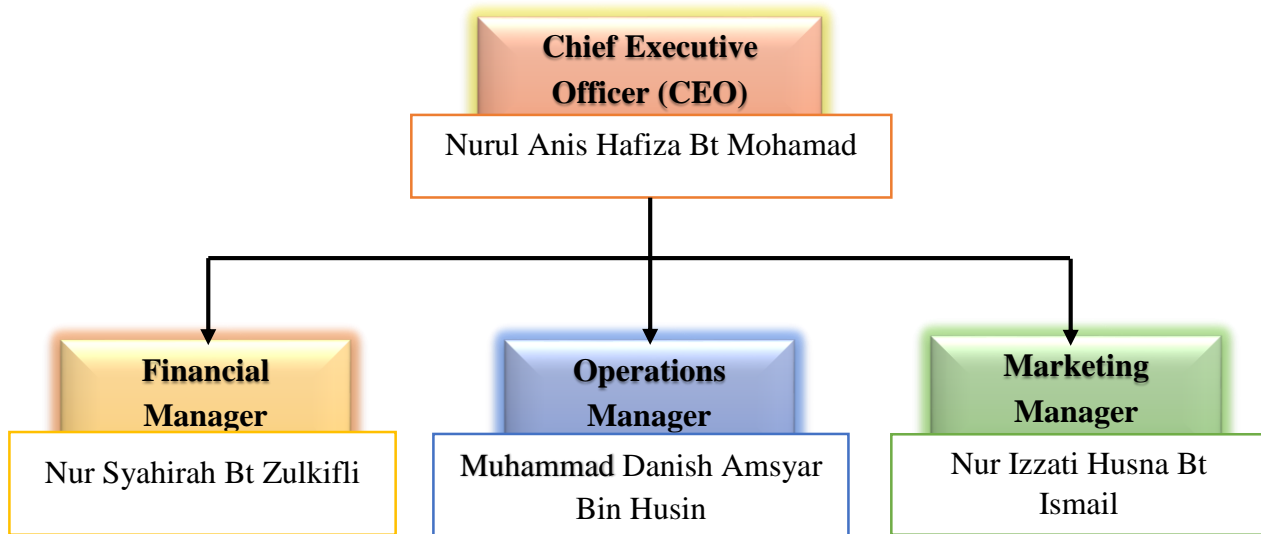 Chief Executive
Officer (CEO)
Nurul Anis Hafiza Bt Mohamad
Financial
Manager
Nur Syahirah Bt Zulkifli
Operations
Manager
Muhammad Danish Amsyar
Bin Husin
Marketing
Manager
Nur Izzati Husna Bt
Ismail